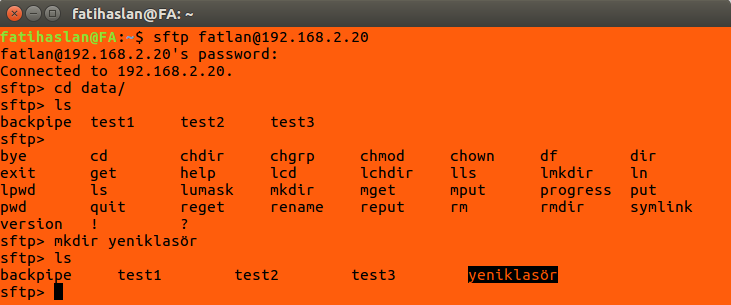 fatihaslan@FA: ~
fatihaslan@FA:~$ sftp fatlan@192.168.2.20
fatlan@192.168.2.20's password:
Connected to 192.168.2.20.
sftp> cd data/
sftp> ls
backpipe test1 test2 test3
sftp>
bye cd chdir chgrp chmod chown df dir
exit get help lcd lchdir lls lmkdir ln
lpwd ls lumask mkdir mget mput progress put
pwd quit reget rename reput rm rmdir symlink
version ! ?
sftp> mkdir yeniklasör
sftp> ls
backpipe test1 test2 test3 yeniklasör
sftp>